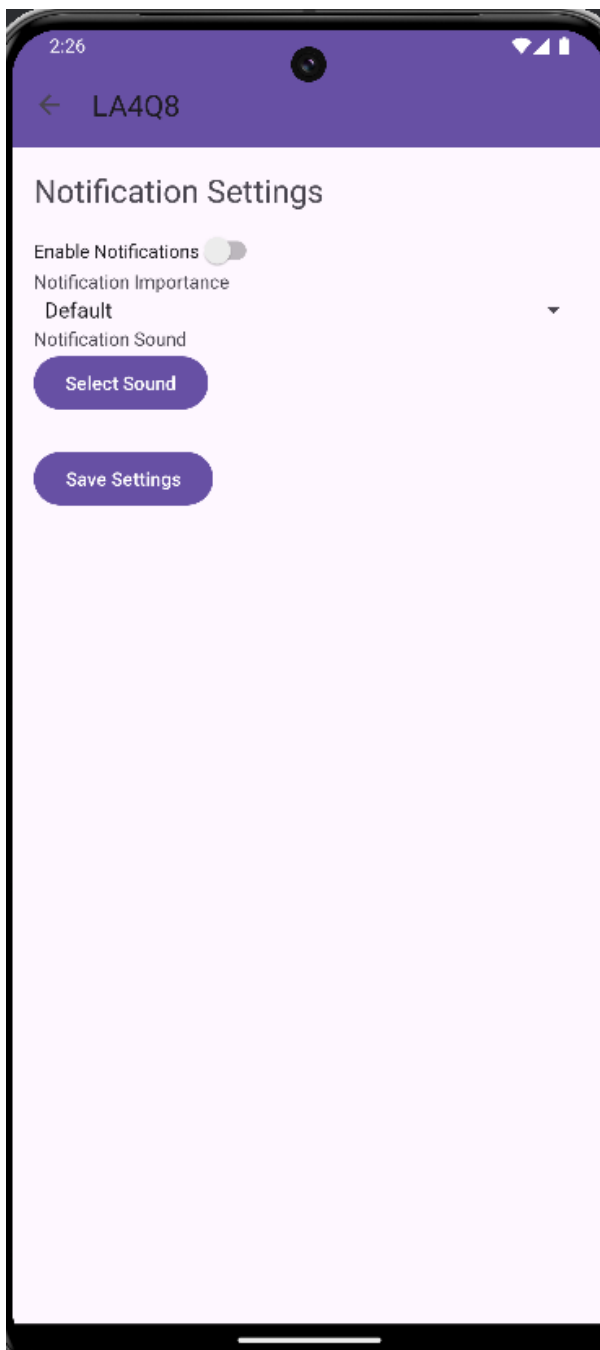 2:26
LA4Q8
Notification Settings
Enable Notifications
Notification Importance
Default
Notification Sound
Select Sound
Save Settings